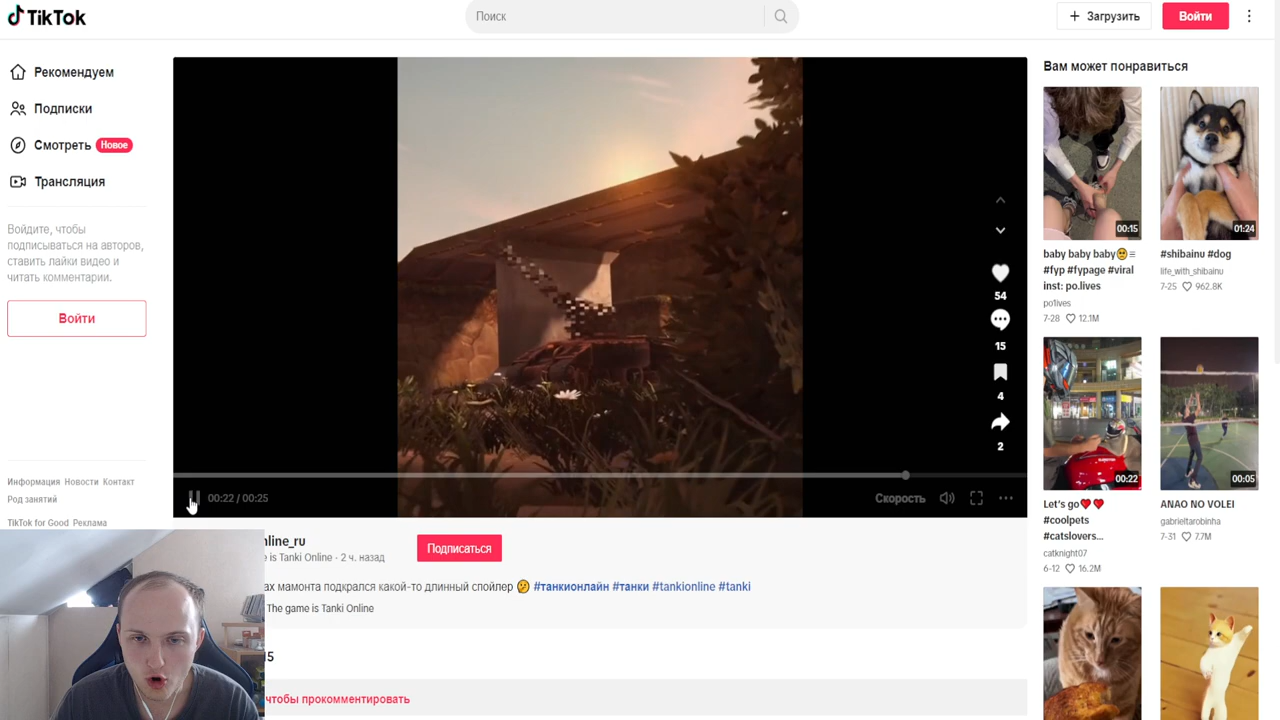 TikTok
Поиск
Загрузить
Войти
Рекомендуем
Подписки
Смотреть Новое
Трансляция
Войдите, чтобы
подписываться на авторов,
ставить лайки видео и
читать комментарии.
Войти
Информация Новости Контакт
Род занятий
TikTok for Good Реклама
54
15
4
2
00:22 / 00:25
Скорость
nline_ru
e is Tanki Online · 2 ч. назад
Подписаться
ах мамонта подкрался какой-то длинный спойлер 🤔 #танкионлайн #танки #tankionline #tanki
The game is Tanki Online
15
чтобы прокомментировать
Вам может понравиться
00:15
baby baby baby🥹=
#fyp #fypage #viral
inst: po.lives
po1ives
7-28 12.1M
01:24
#shibainu #dog
life_with_shibainu
7-25 962.8K
00:22
Let's go♥️♥️
#coolpets
#catslovers...
catknight07
6-12 16.2M
00:05
ANAO NO VOLEI
gabrieltarobinha
7-31 7.7M